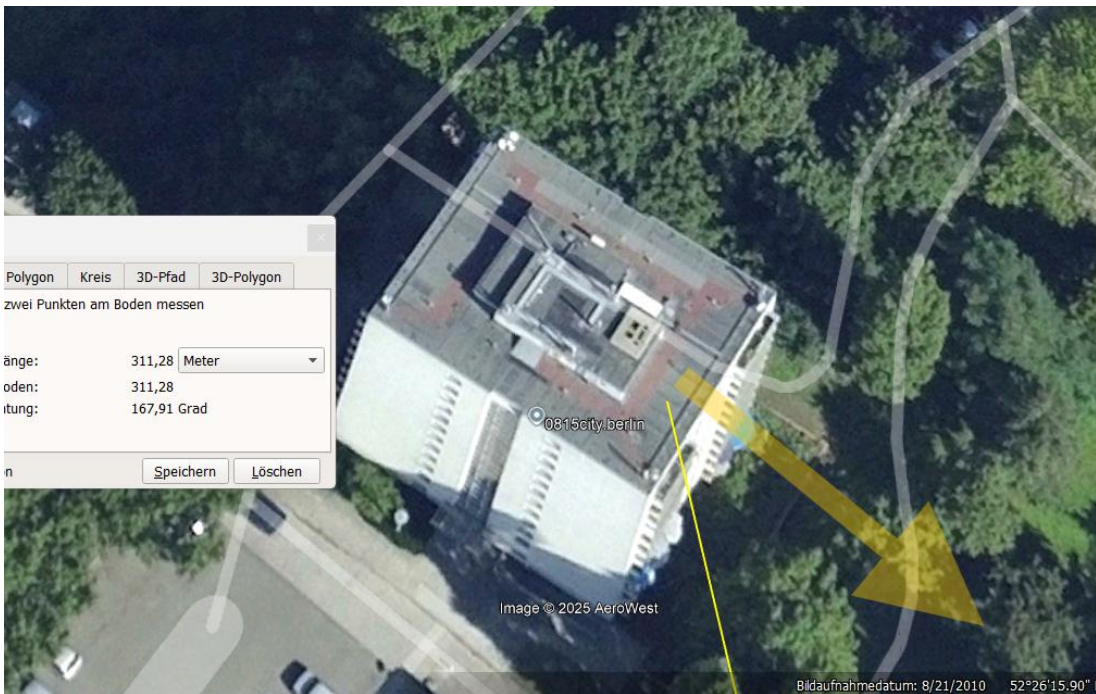 Polygon Kreis 3D-Pfad 3D-Polygon
zwei Punkten am Boden messen
änge: 311,28 Meter
oden: 311,28
tung: 167,91 Grad
n Speichern Löschen
0815city.berlin
Image © 2025 AeroWest
Bildaufnahmedatum: 8/21/2010 52°26'15.90"